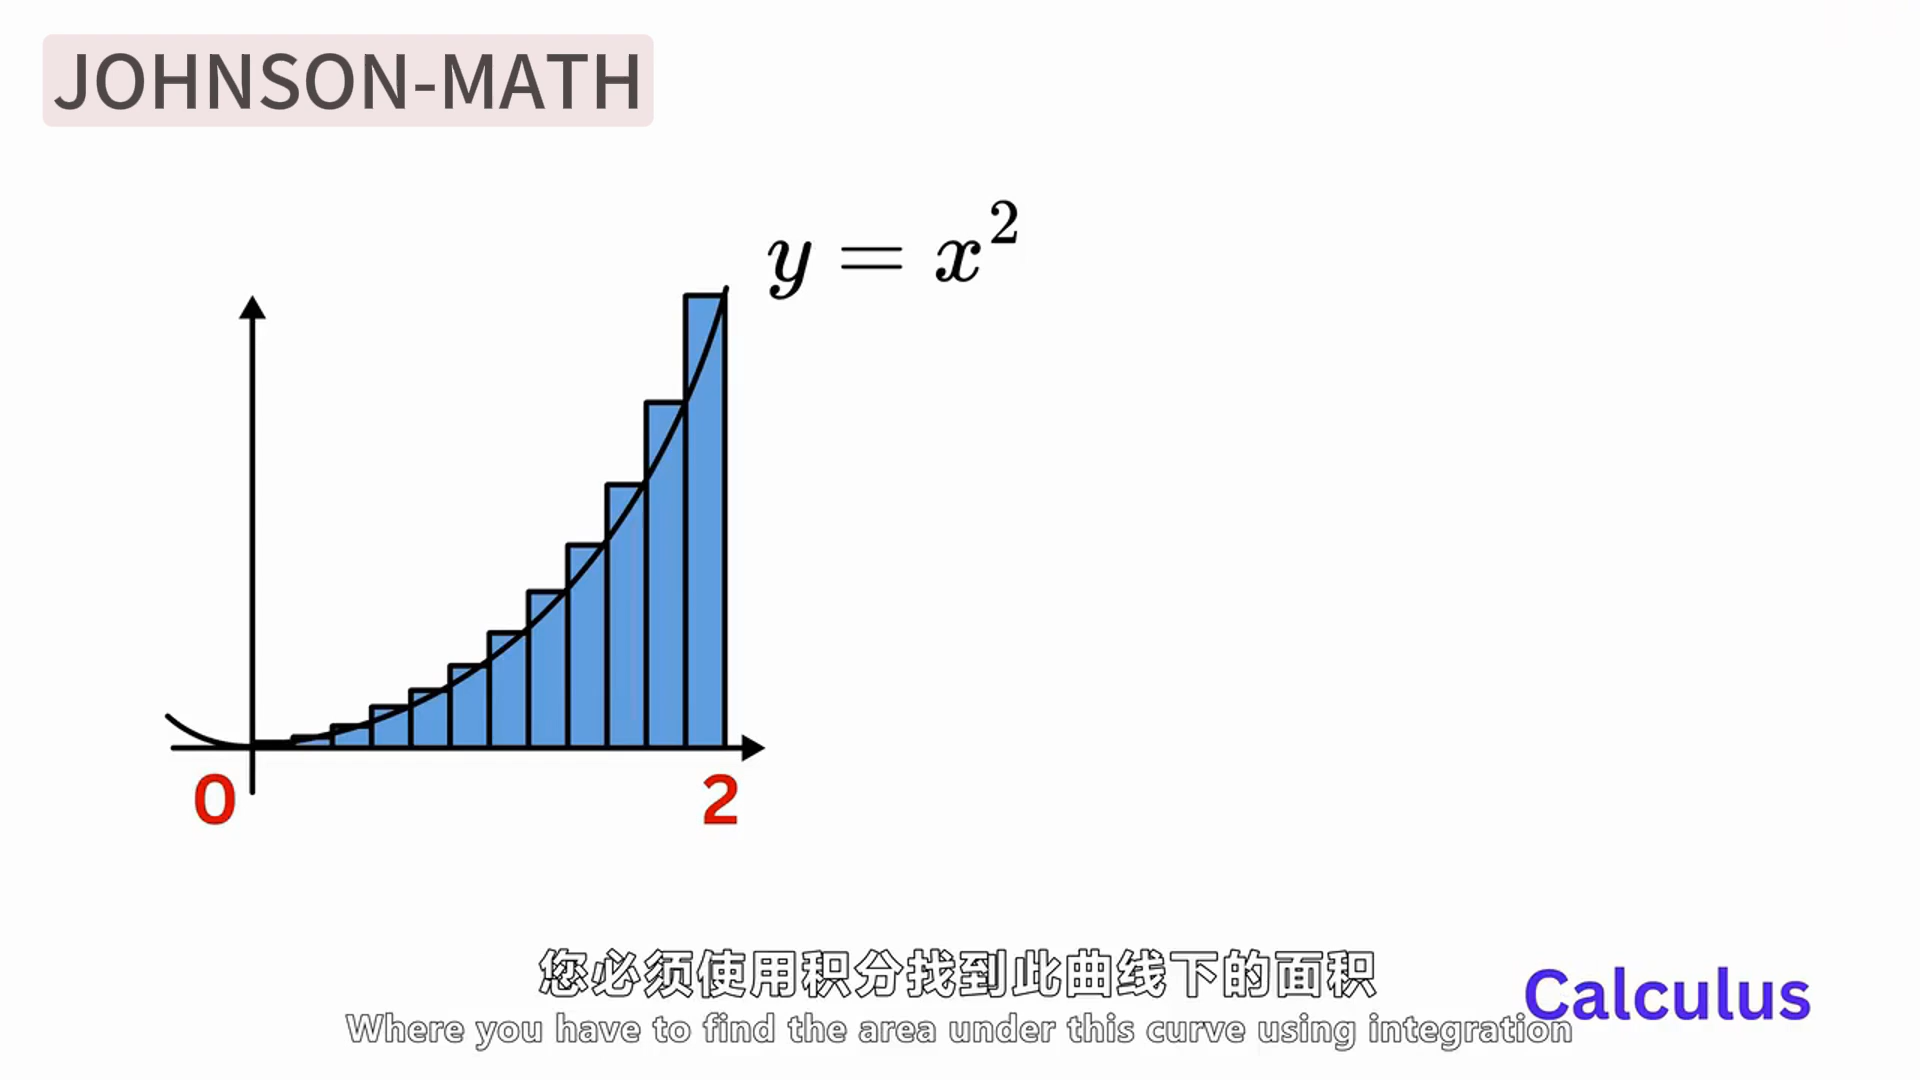 JOHNSON-MATH
y = x²
0
2
您必须使用积分找到此曲线下的面积
Where you have to find the area under this curve using integration
Calculus